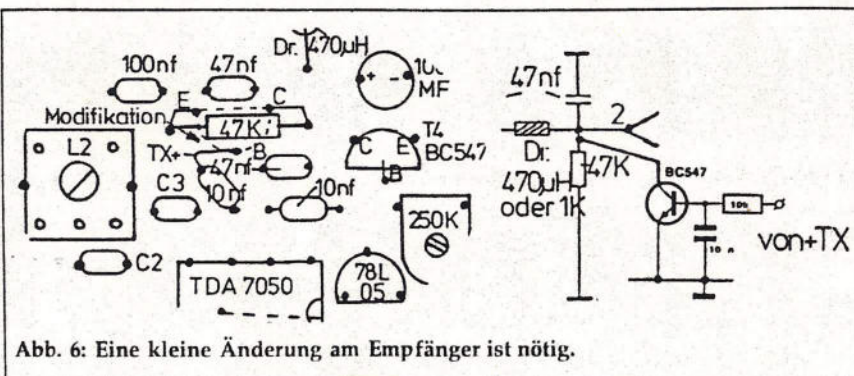 Dr. 470µH
100nf
47nf
MF
E C
Modifikation
47K
L2
TX+ B
47nf
10nf
C3
10nf
C2
TDA 7050
78L
05
250K
C E
B
T4
BC547
47nf
2
Dr.
470µH
oder 1K
47K
BC547
10k
10 n
von+TX
Abb. 6: Eine kleine Änderung am Empfänger ist nötig.